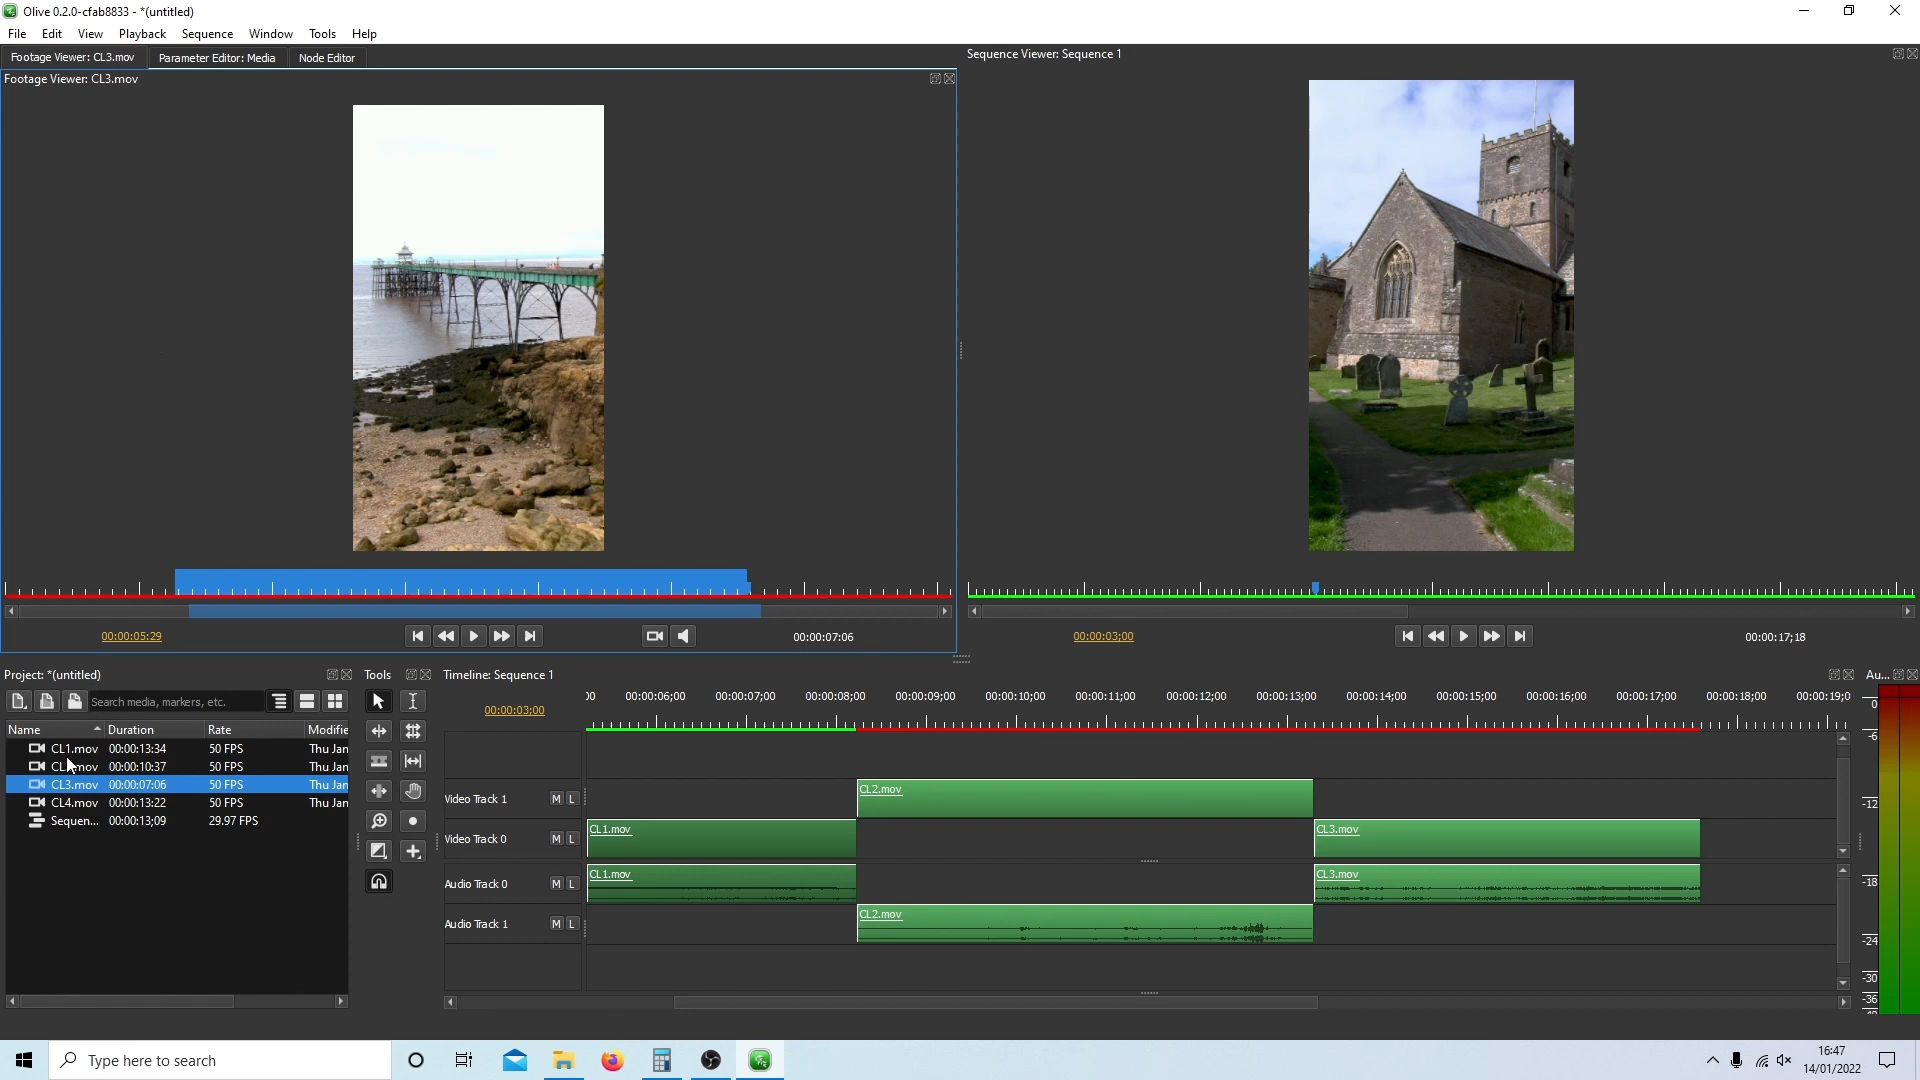 Olive 0.2.0-cfab8833 - *(untitled)
File Edit View Playback Sequence Window Tools Help
Footage Viewer: CL3.mov Parameter Editor: Media Node Editor
Sequence Viewer: Sequence 1
Footage Viewer: CL3.mov
00:00:05:29
00:00:07:06
00:00:03;00
00:00:17;18
Project: *(untitled)
Tools
Timeline: Sequence 1
Au...
Search media, markers, etc.
Name Duration Rate Modifie
CL1.mov 00:00:13:34 50 FPS Thu Jan
mov 00:00:10:37 50 FPS Thu Jan
CL3.mov 00:00:07:06 50 FPS Thu Jan
CL4.mov 00:00:13:22 50 FPS Thu Jan
Sequen... 00:00:13;09 29.97 FPS
00:00:03;00
00 00:00:06;00 00:00:07;00 00:00:08;00 00:00:09;00 00:00:10;00 00:00:11;00 00:00:12;00 00:00:13;00 00:00:14;00 00:00:15;00 00:00:16;00 00:00:17;00 00:00:18;00 00:00:19;0
Video Track 1 M L
CL2.mov
Video Track 0 M L
CL1.mov
CL3.mov
Audio Track 0 M L
CL1.mov
CL3.mov
Audio Track 1 M L
CL2.mov
0
-6
-12
-18
-24
-30
-36
Type here to search
16:47
14/01/2022